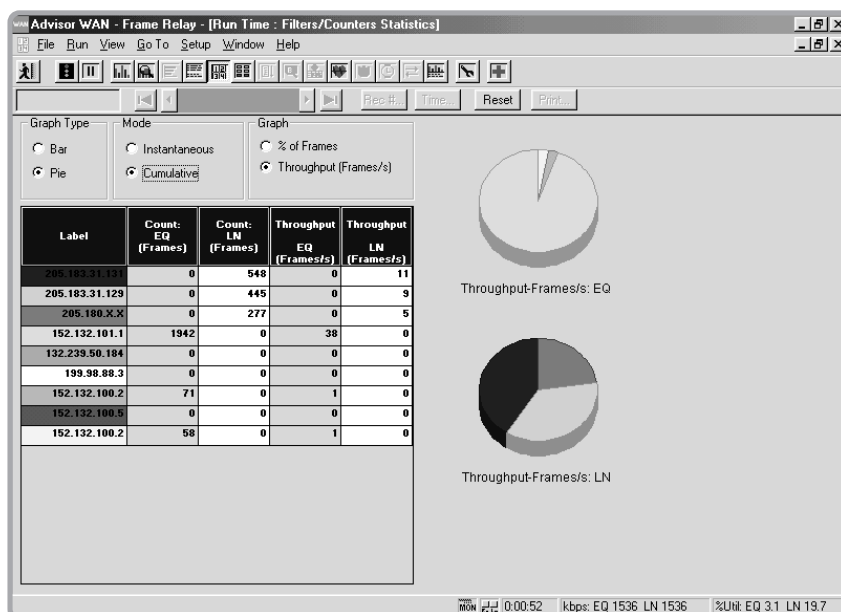 Advisor WAN - Frame Relay - [Run Time : Filters/Counters Statistics]
File Run View Go To Setup Window Help
Rec #... Time... Reset Print...
Graph Type Mode Graph
Bar Instantaneous % of Frames
Pie Cumulative Throughput (Frames/s)
Label Count: EQ (Frames) Count: LN (Frames) Throughput EQ (Frames/s) Throughput LN (Frames/s)
205.183.31.131 0 548 0 11
205.183.31.129 0 445 0 9
205.180.X.X 0 277 0 5
152.132.101.1 1942 0 38 0
132.239.50.184 0 0 0 0
199.98.88.3 0 0 0 0
152.132.100.2 71 0 1 0
152.132.100.5 0 0 0 0
152.132.100.2 58 0 1 0
Throughput-Frames/s: EQ
Throughput-Frames/s: LN
MON 0:00:52 kbps: EQ 1536 LN 1536 %Util: EQ 3.1 LN 19.7